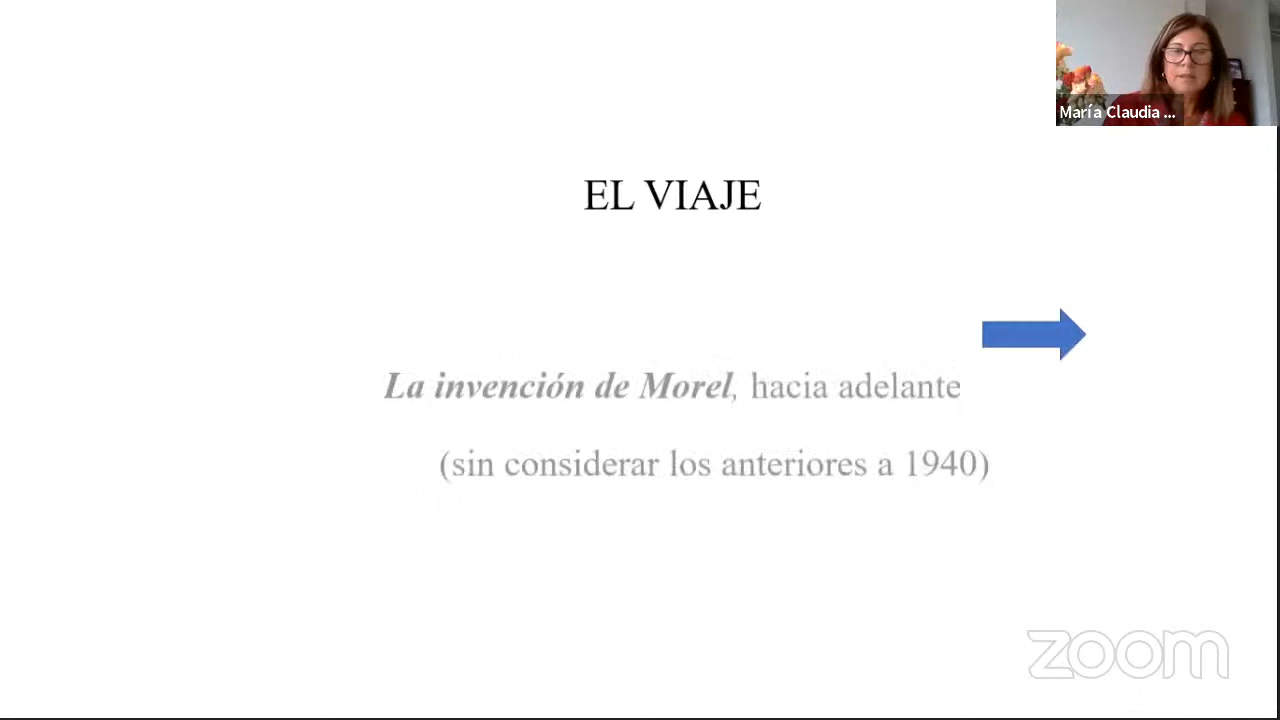 María Claudia ...
EL VIAJE
La invención de Morel, hacia adelante
(sin considerar los anteriores a 1940)
zoom